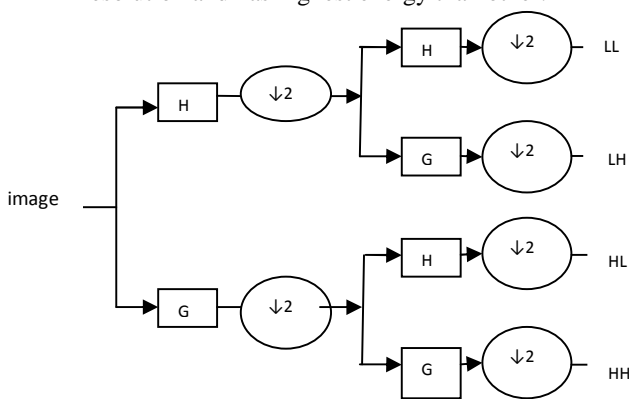 H ↓2 LL
H ↓2
G ↓2 LH
image
H ↓2 HL
G ↓2
G ↓2 HH